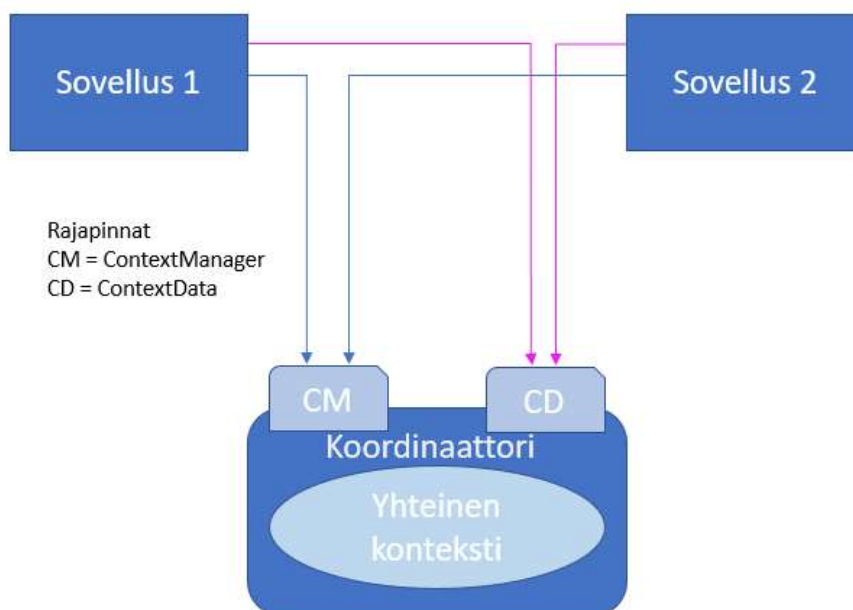 Sovellus 1
Sovellus 2
Rajapinnat
CM = ContextManager
CD = ContextData
CM
CD
Koordinaattori
Yhteinen
konteksti